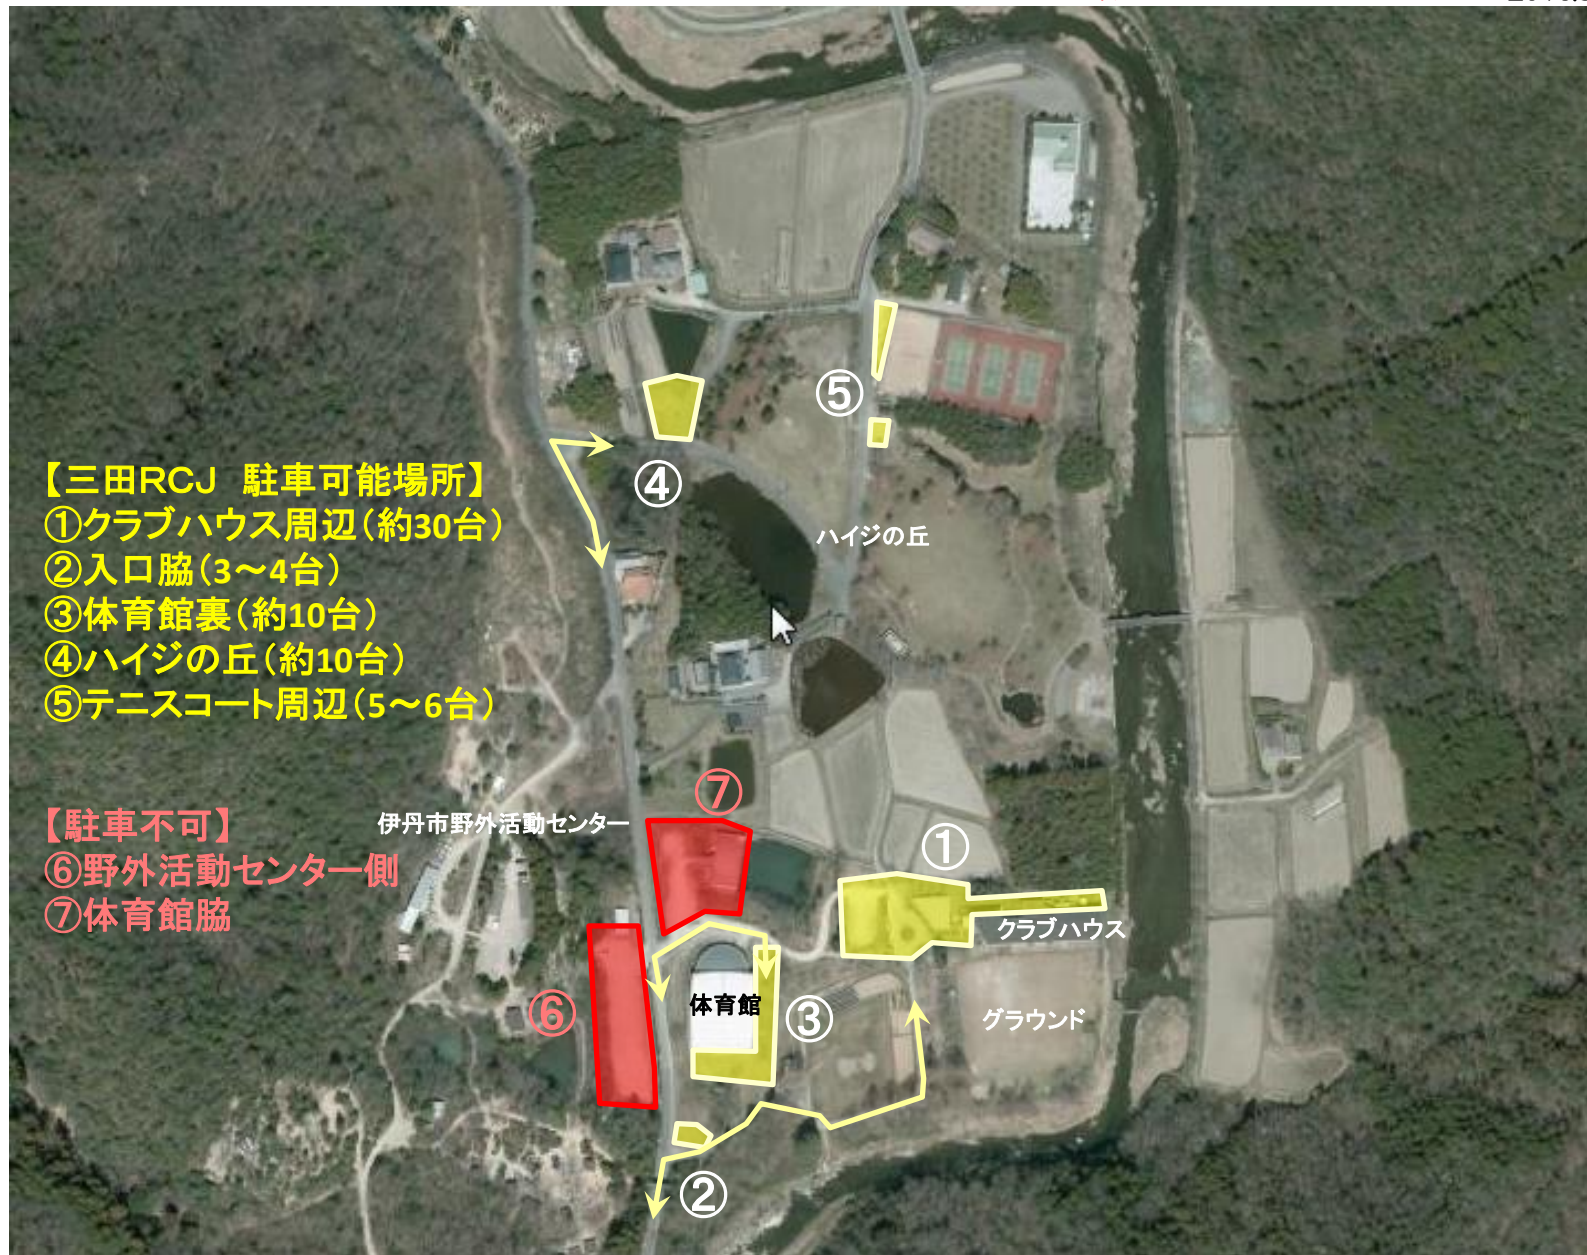 【三田RCJ 駐車可能場所】
①クラブハウス周辺（約30台）
②入口脇（3～4台）
③体育館裏（約10台）
④ハイジの丘（約10台）
⑤テニスコート周辺（5～6台）
【駐車不可】
⑥野外活動センター側
⑦体育館脇
⑤
④
ハイジの丘
⑦
伊丹市野外活動センター
①
クラブハウス
体育館
③
グラウンド
⑥
②